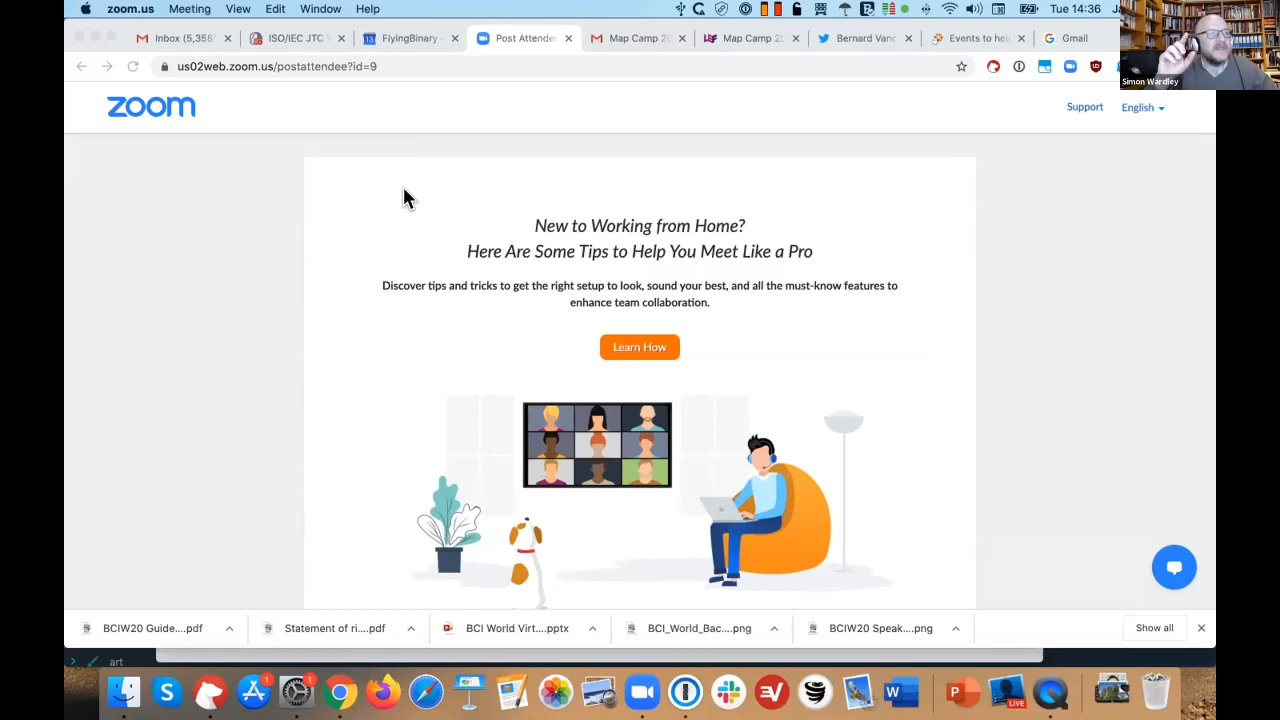 zoom.us Meeting View Edit Window Help Tue 14:36
Inbox (5,35
ISO/IEC JTC 1
FlyingBinary
Post Attende
Map Camp 20
Map Camp 20
Bernard Vanc
Events to hel
Gmail
us02web.zoom.us/postattendee?id=9
Simon Wardley
zoom
Support
English
New to Working from Home?
Here Are Some Tips to Help You Meet Like a Pro
Discover tips and tricks to get the right setup to look, sound your best, and all the must-know features to
enhance team collaboration.
Learn How
BCIW20 Guide....pdf
Statement of ri....pdf
BCI World Virt....pptx
BCI_World_Bac....png
BCIW20 Speak....png
Show all
art
LIVE